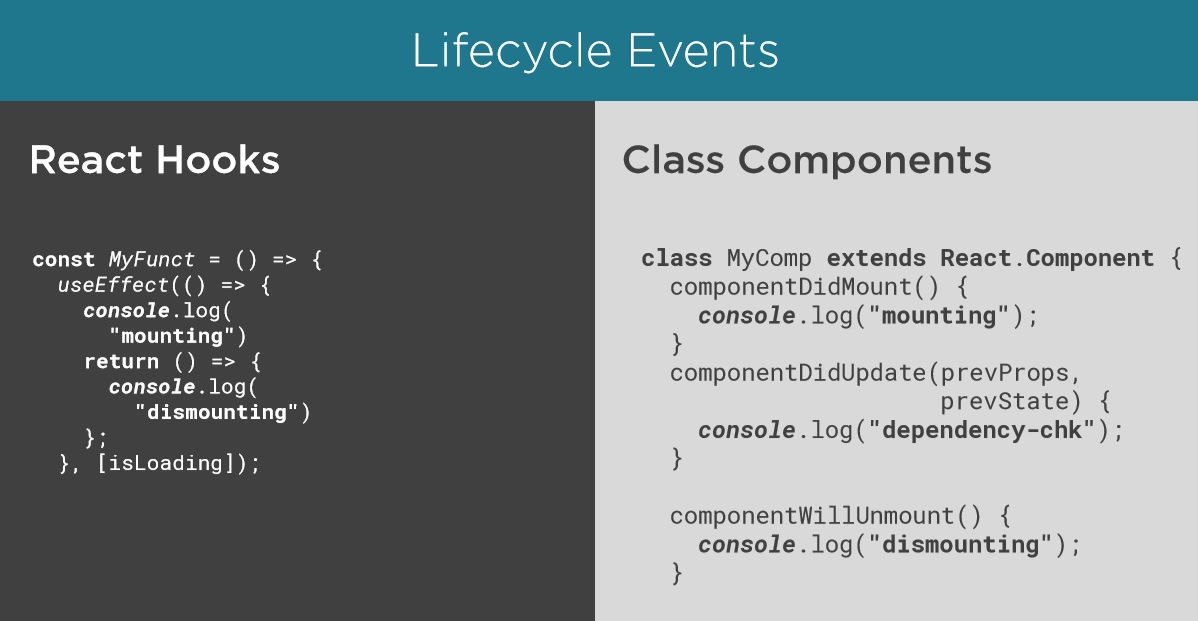 Lifecycle Events
React Hooks
const MyFunct = () => {
  useEffect(() => {
    console.log(
      "mounting")
    return () => {
      console.log(
        "dismounting")
    };
  }, [isLoading]);
Class Components
class MyComp extends React.Component {
  componentDidMount() {
    console.log("mounting");
  }
  componentDidUpdate(prevProps,
                     prevState) {
    console.log("dependency-chk");
  }
  componentWillUnmount() {
    console.log("dismounting");
  }